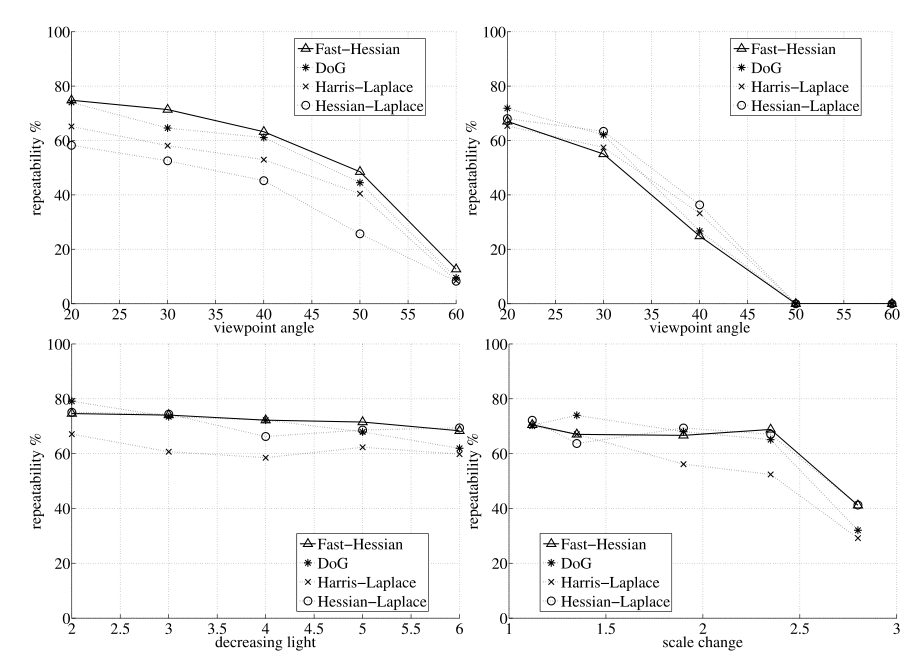 100
80
60
40
20
0
repeatability %
20 25 30 35 40 45 50 55 60
viewpoint angle
Fast-Hessian
DoG
Harris-Laplace
Hessian-Laplace
100
80
60
40
20
0
repeatability %
20 25 30 35 40 45 50 55 60
viewpoint angle
Fast-Hessian
DoG
Harris-Laplace
Hessian-Laplace
100
80
60
40
20
0
repeatability %
2 2.5 3 3.5 4 4.5 5 5.5 6
decreasing light
Fast-Hessian
DoG
Harris-Laplace
Hessian-Laplace
100
80
60
40
20
0
repeatability %
1 1.5 2 2.5 3
scale change
Fast-Hessian
DoG
Harris-Laplace
Hessian-Laplace